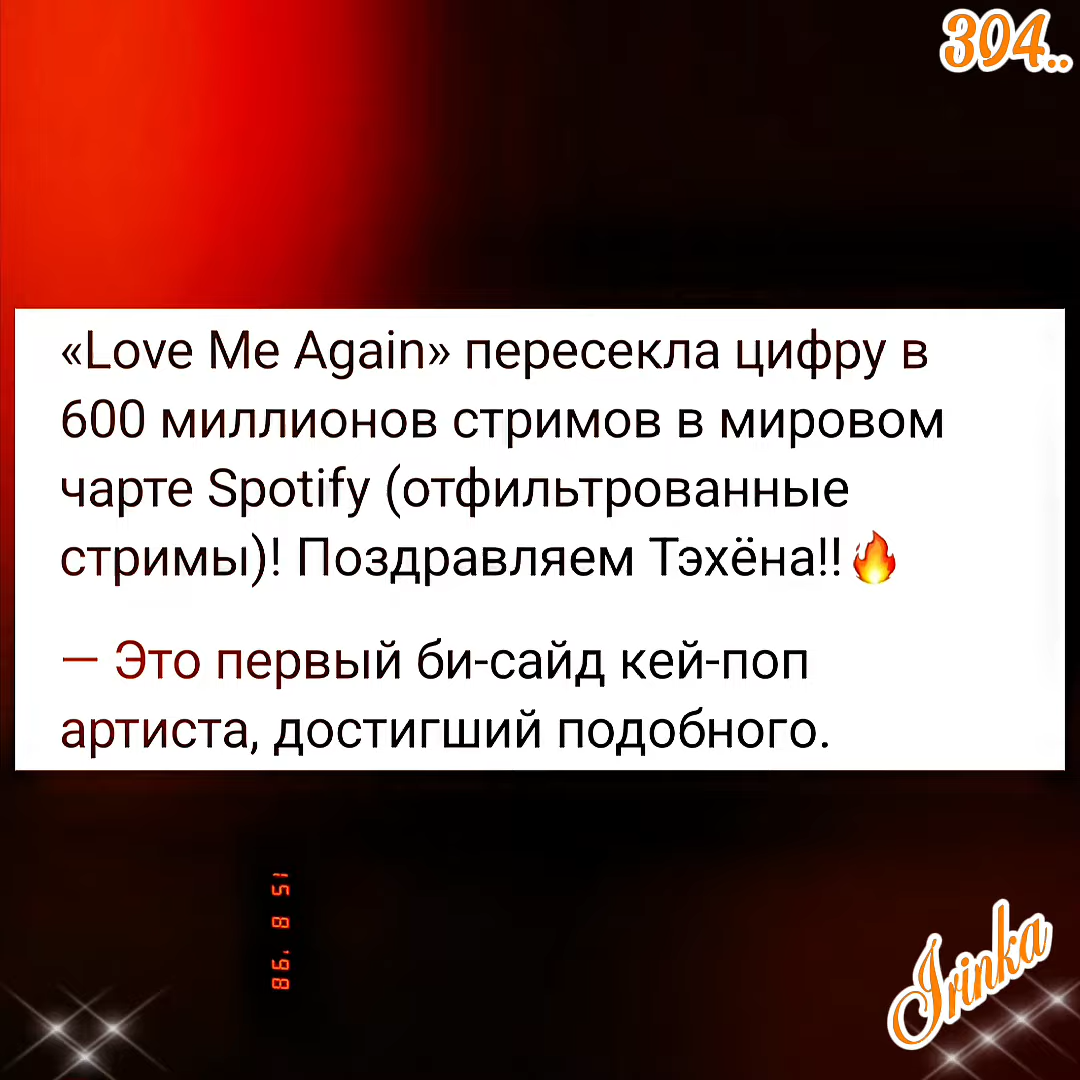 304..
«Love Me Again» пересекла цифру в
600 миллионов стримов в мировом
чарте Spotify (отфильтрованные
стримы)! Поздравляем Тэхёна!!🔥
— Это первый би-сайд кей-поп
артиста, достигший подобного.
Irinka